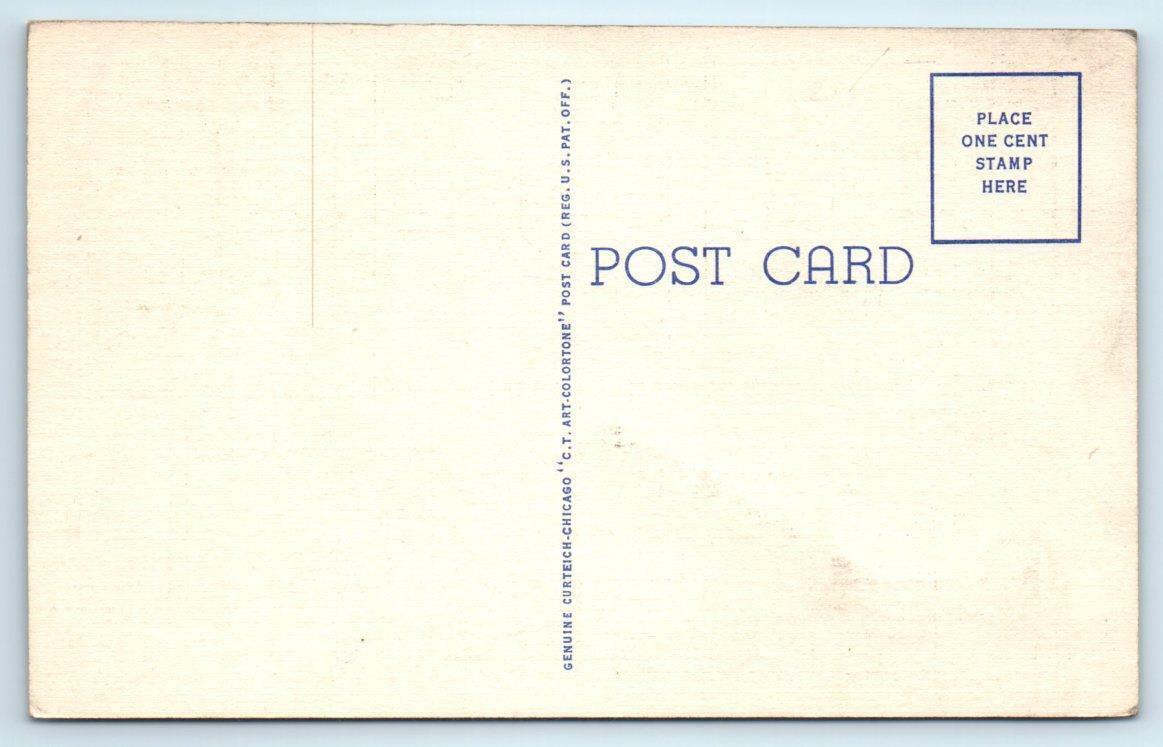 GENUINE CURTEICH-CHICAGO "C.T. ART-COLORTONE" POST CARD (REG. U.S. PAT. OFF.)
POST CARD
PLACE
ONE CENT
STAMP
HERE